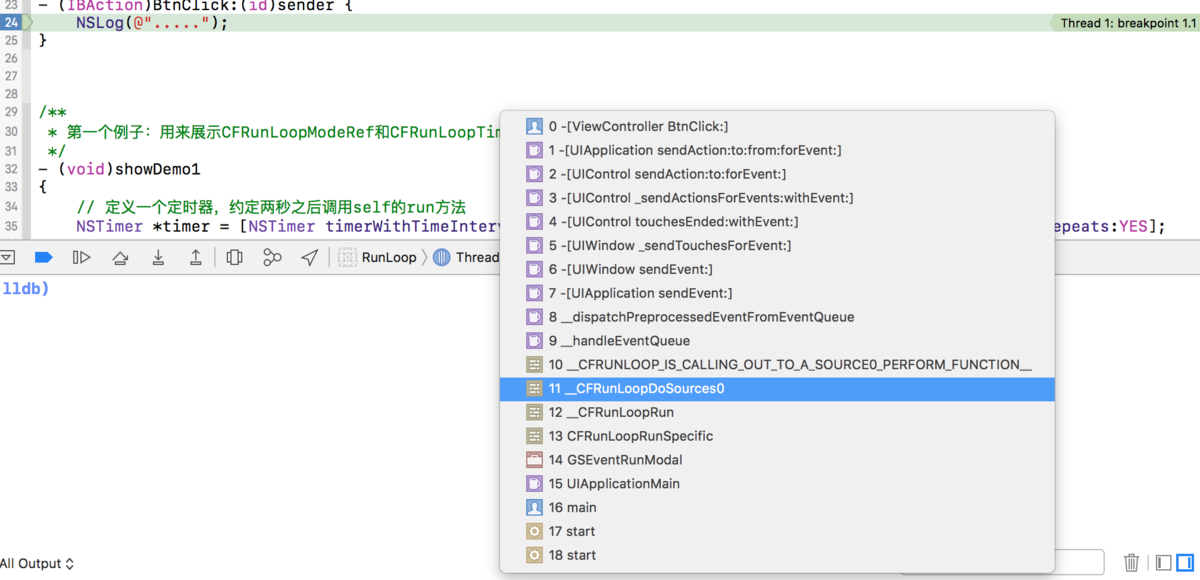 23 - (IBAction)BtnClick:(id)sender {
24 NSLog(@"....."); Thread 1: breakpoint 1.1
25 }
26
27
28
29 /**
30 * 第一个例子：用来展示CFRunLoopModeRef和CFRunLoopTim
31 */
32 - (void)showDemo1
33 {
34 // 定义一个定时器，约定两秒之后调用self的run方法
35 NSTimer *timer = [NSTimer timerWithTimeInterv epeats:YES];
RunLoop Thread
lldb)
0 -[ViewController BtnClick:]
1 -[UIApplication sendAction:to:from:forEvent:]
2 -[UIControl sendAction:to:forEvent:]
3 -[UIControl _sendActionsForEvents:withEvent:]
4 -[UIControl touchesEnded:withEvent:]
5 -[UIWindow _sendTouchesForEvent:]
6 -[UIWindow sendEvent:]
7 -[UIApplication sendEvent:]
8 __dispatchPreprocessedEventFromEventQueue
9 __handleEventQueue
10 __CFRUNLOOP_IS_CALLING_OUT_TO_A_SOURCE0_PERFORM_FUNCTION__
11 __CFRunLoopDoSources0
12 __CFRunLoopRun
13 CFRunLoopRunSpecific
14 GSEventRunModal
15 UIApplicationMain
16 main
17 start
18 start
All Output